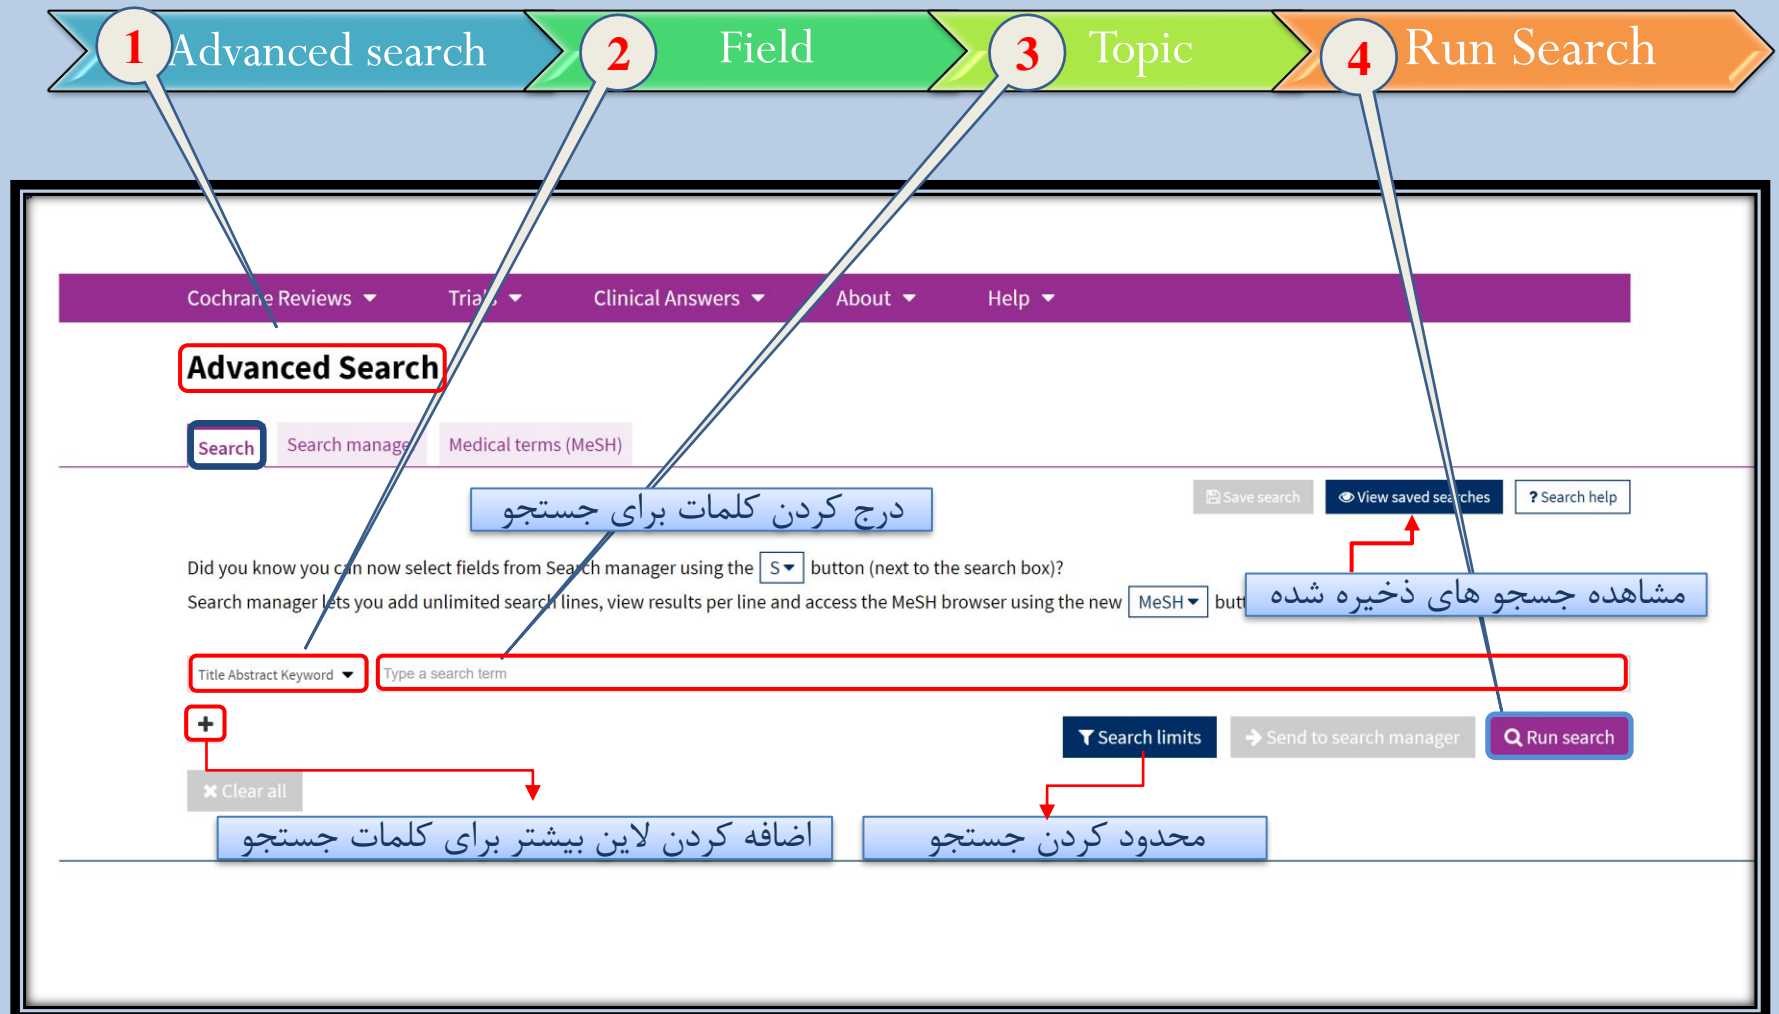 1 Advanced search 2 Field 3 Topic 4 Run Search
Cochrane Reviews Trials Clinical Answers About Help
Advanced Search
Search Search manager Medical terms (MeSH)
Save search View saved searches ? Search help
درج کردن کلمات برای جستجو
Did you know you can now select fields from Search manager using the S button (next to the search box)?
Search manager lets you add unlimited search lines, view results per line and access the MeSH browser using the new MeSH
مشاهده جسجو های ذخیره شده
Title Abstract Keyword Type a search term
+ Search limits Send to search manager Run search
Clear all
اضافه کردن لاین بیشتر برای کلمات جستجو
محدود کردن جستجو